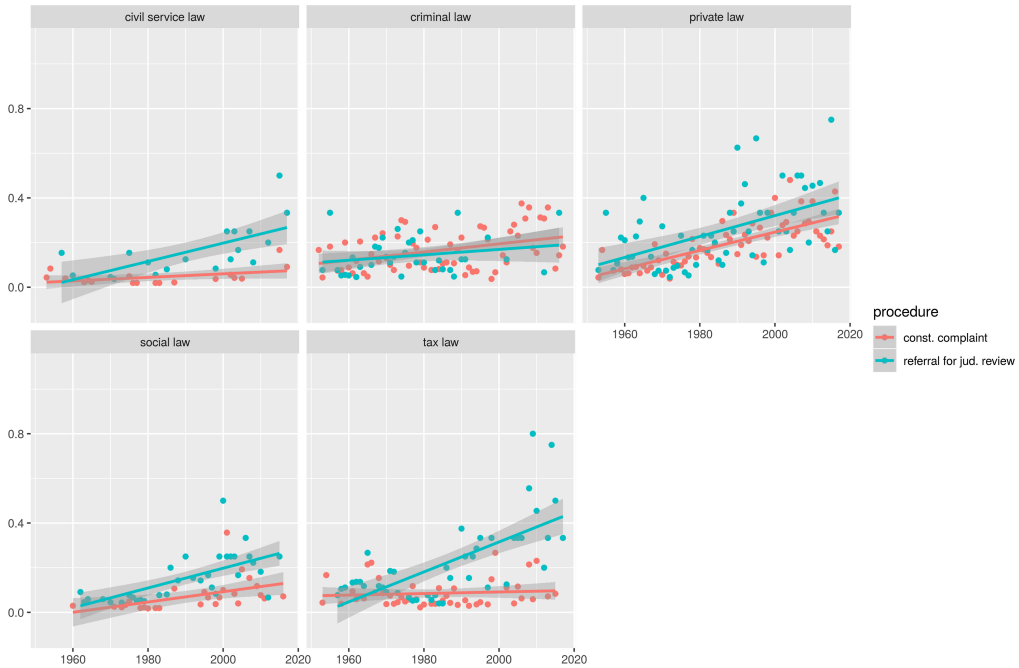 civil service law
criminal law
private law
0.8
0.4
0.0
1960 1980 2000 2020
procedure
const. complaint
referral for jud. review
social law
tax law
0.8
0.4
0.0
1960 1980 2000 2020
1960 1980 2000 2020